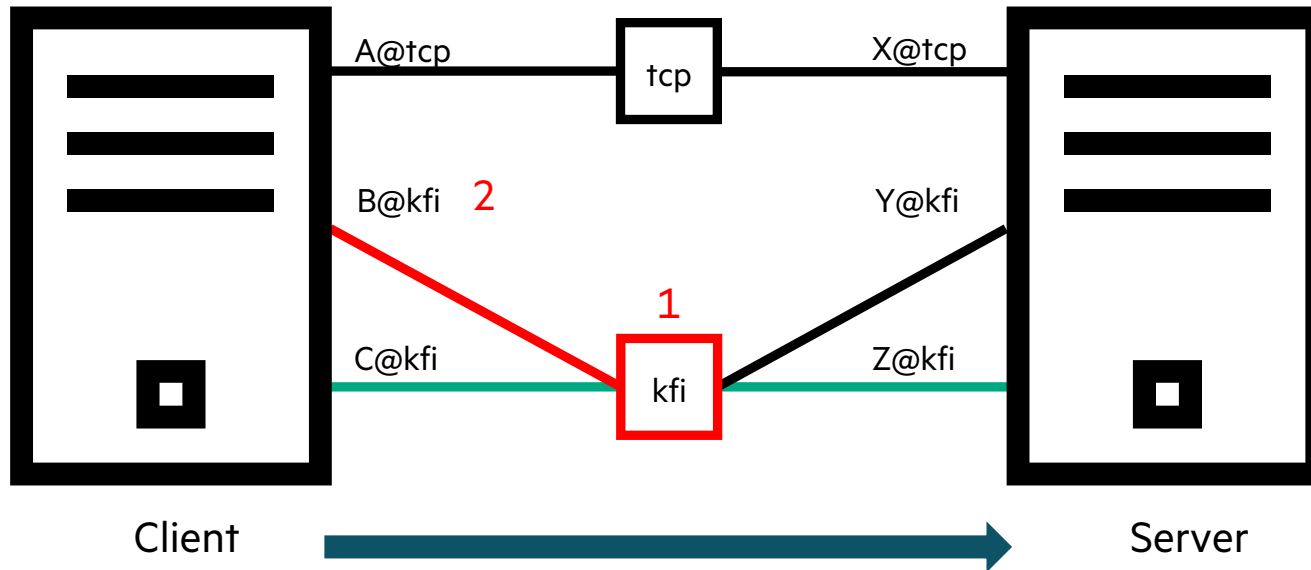 A@tcp
tcp
X@tcp
B@kfi
2
Y@kfi
1
C@kfi
kfi
Z@kfi
Client
Server